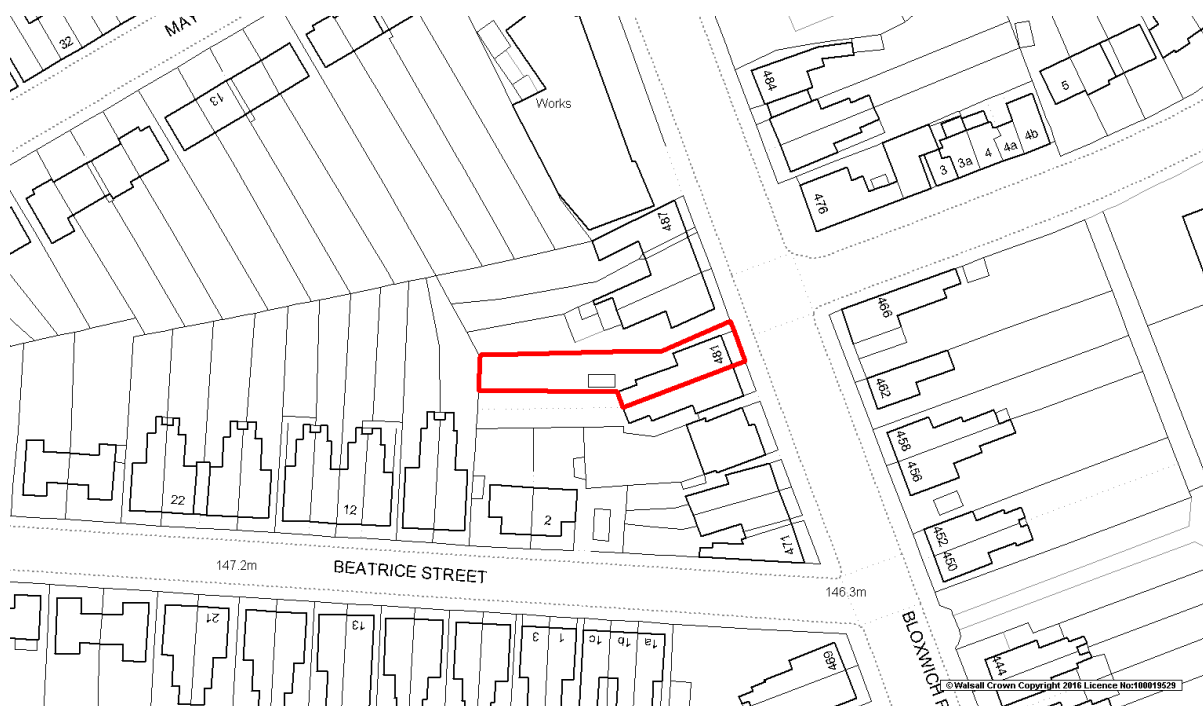 32
MAY
13
Works
484
476
3
3a
4
4a
4b
5
487
466
481
462
458
456
22
12
2
471
452
450
147.2m
BEATRICE STREET
146.3m
21
13
3
1
1c
1b
1a
469
BLOXWICH R
444
© Walsall Crown Copyright 2016 Licence No:100019529